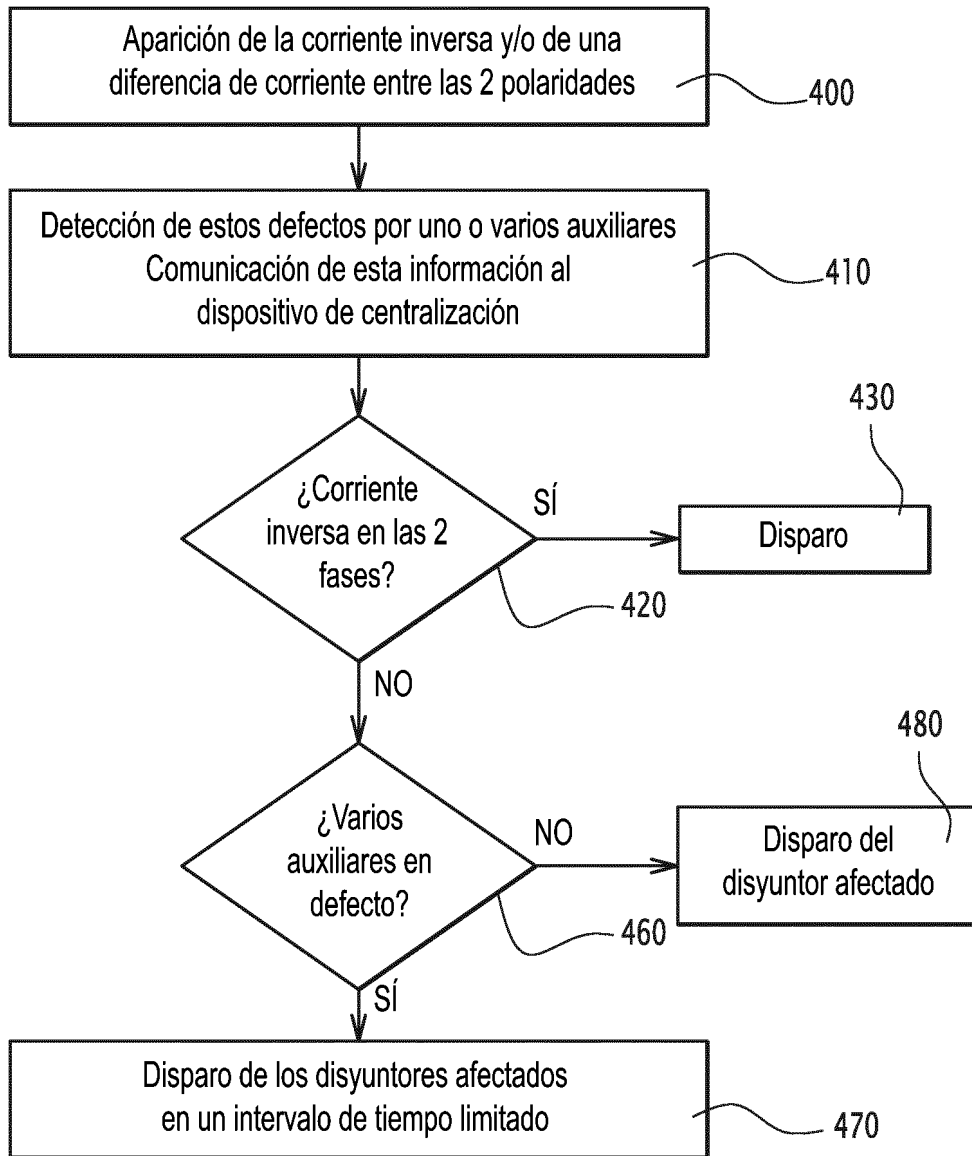 Aparición de la corriente inversa y/o de una
diferencia de corriente entre las 2 polaridades
400
Detección de estos defectos por uno o varios auxiliares
Comunicación de esta información al
dispositivo de centralización
410
¿Corriente
inversa en las 2
fases?
420
SÍ
430
Disparo
NO
¿Varios
auxiliares en
defecto?
460
NO
480
Disparo del
disyuntor afectado
SÍ
Disparo de los disyuntores afectados
en un intervalo de tiempo limitado
470